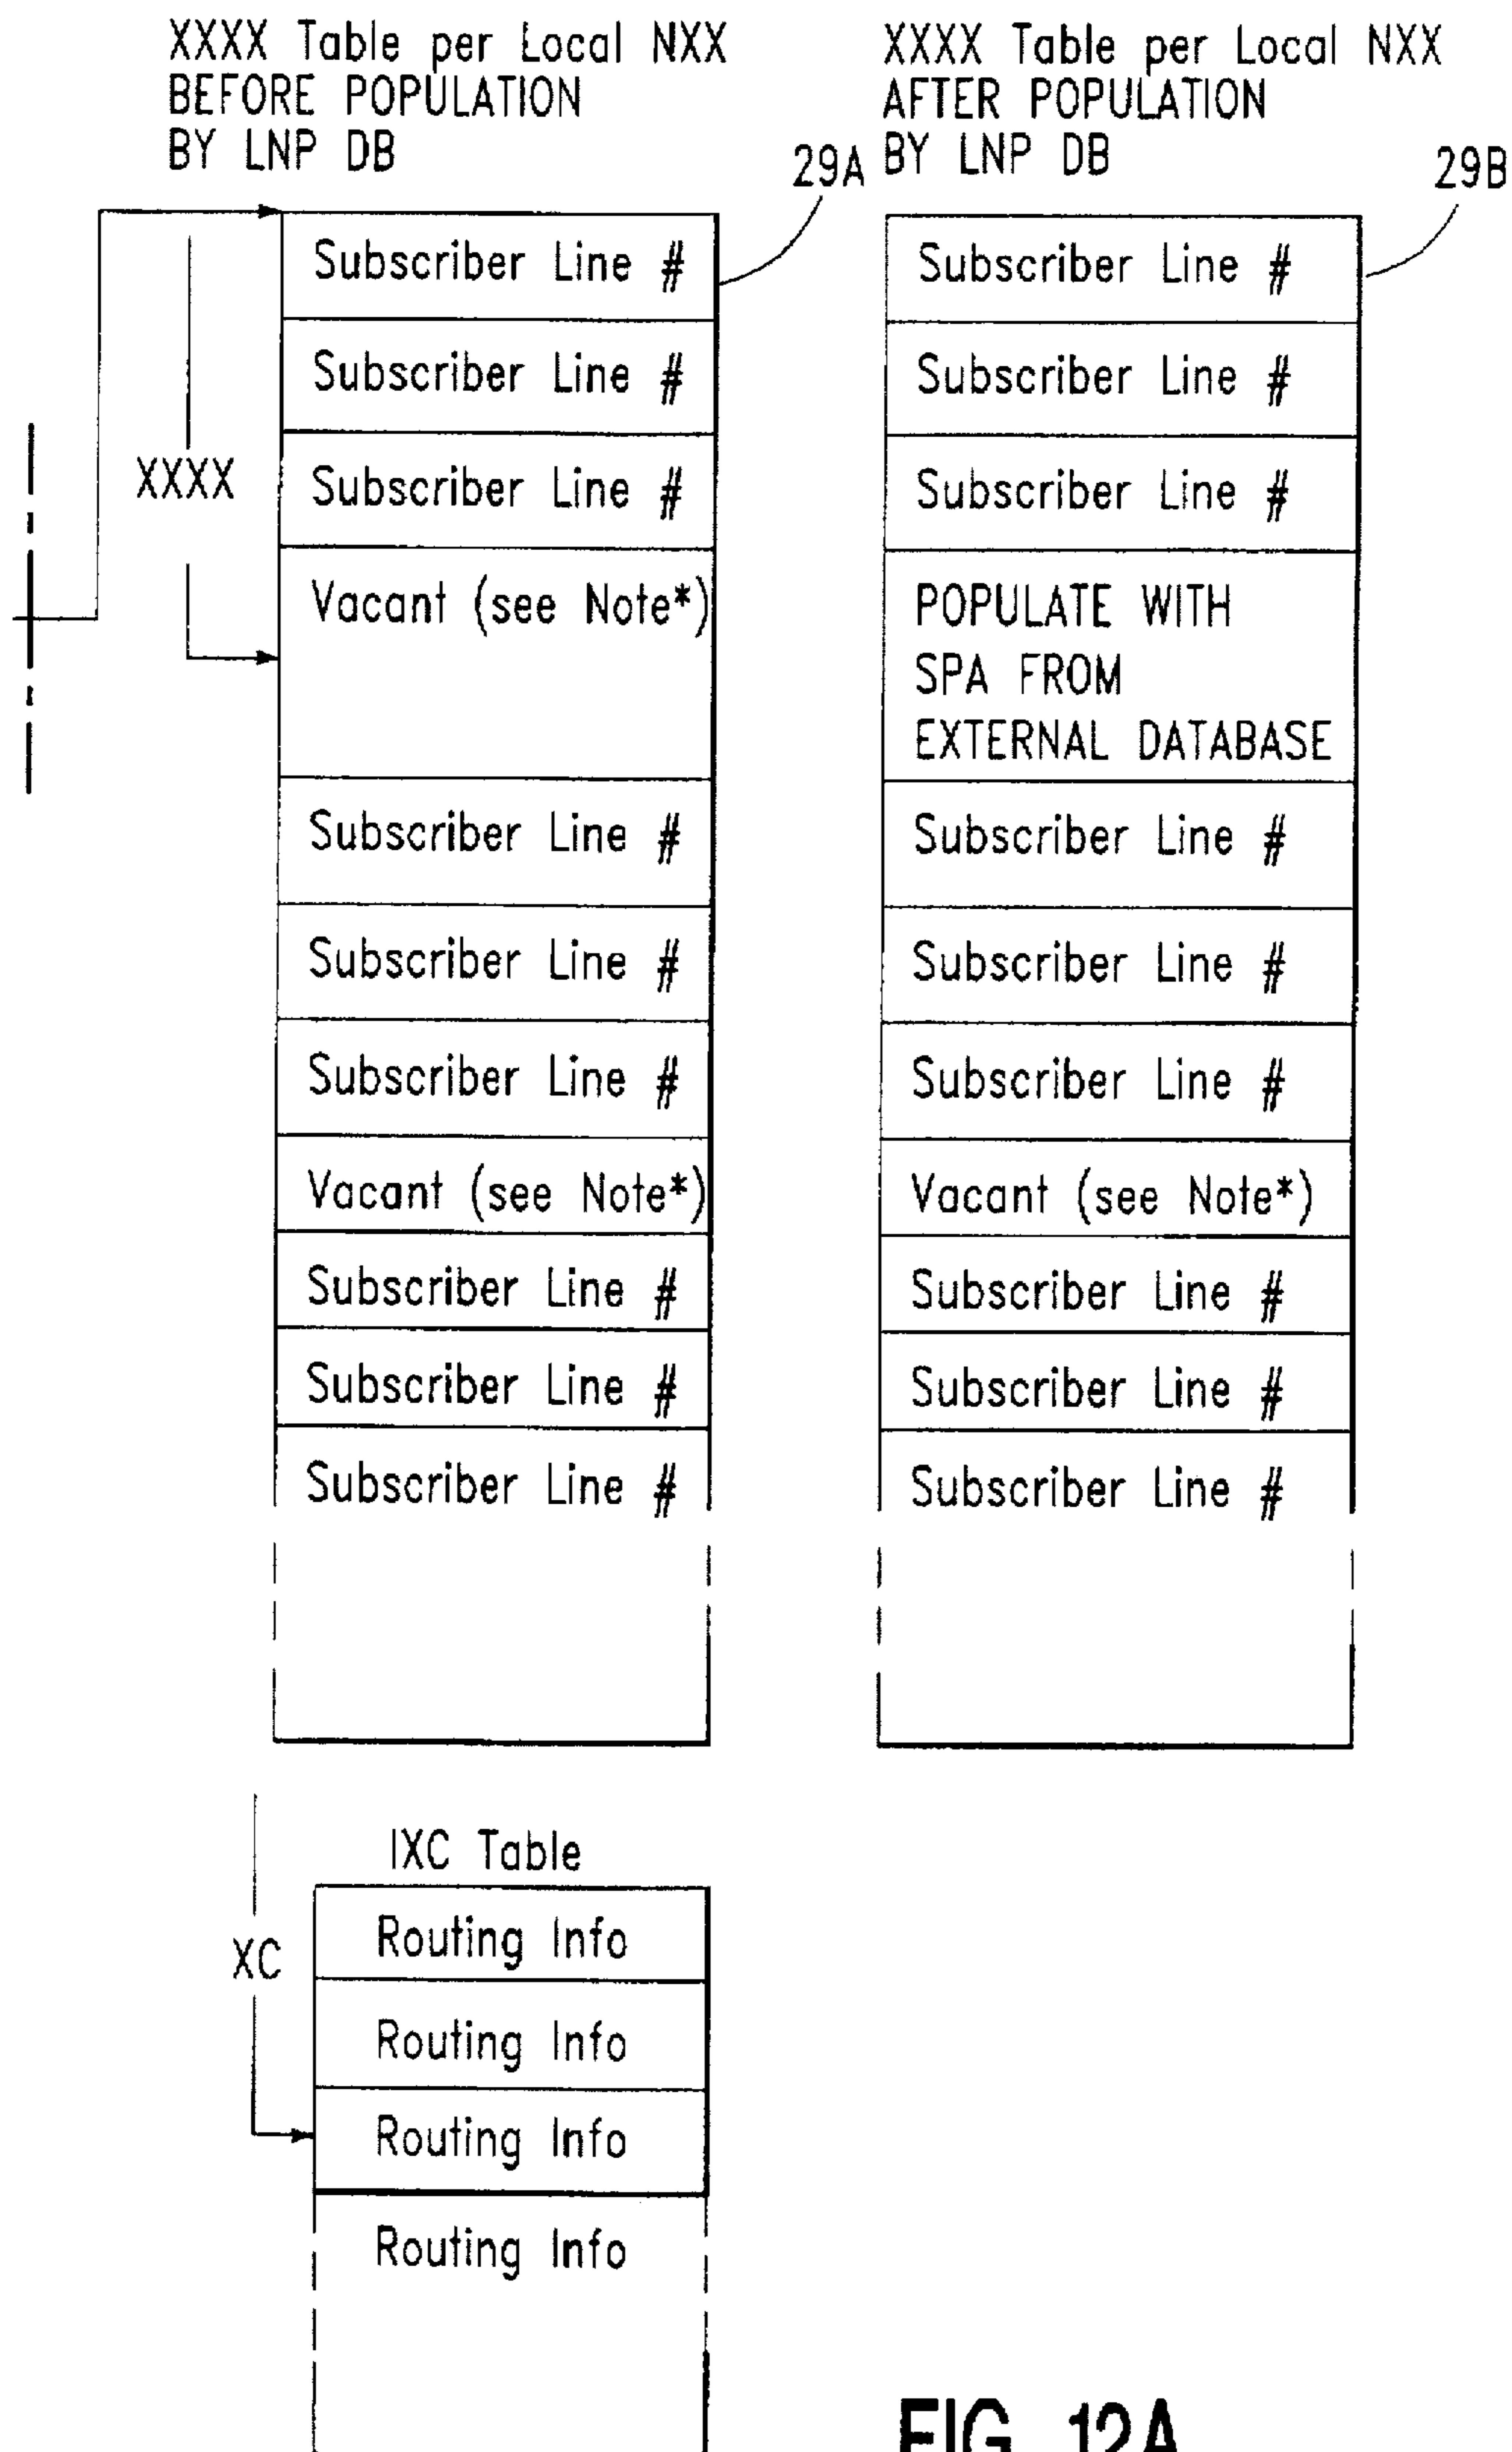 XXXX Table per Local NXX
BEFORE POPULATION
BY LNP DB
29A
XXXX Table per Local NXX
AFTER POPULATION
BY LNP DB
29B
XXXX
Subscriber Line #
Subscriber Line #
Subscriber Line #
Vacant (see Note*)
Subscriber Line #
Subscriber Line #
Subscriber Line #
Vacant (see Note*)
Subscriber Line #
Subscriber Line #
Subscriber Line #
Subscriber Line #
Subscriber Line #
Subscriber Line #
POPULATE WITH
SPA FROM
EXTERNAL DATABASE
Subscriber Line #
Subscriber Line #
Subscriber Line #
Vacant (see Note*)
Subscriber Line #
Subscriber Line #
Subscriber Line #
IXC Table
XC
Routing Info
Routing Info
Routing Info
Routing Info
FIG. 12A